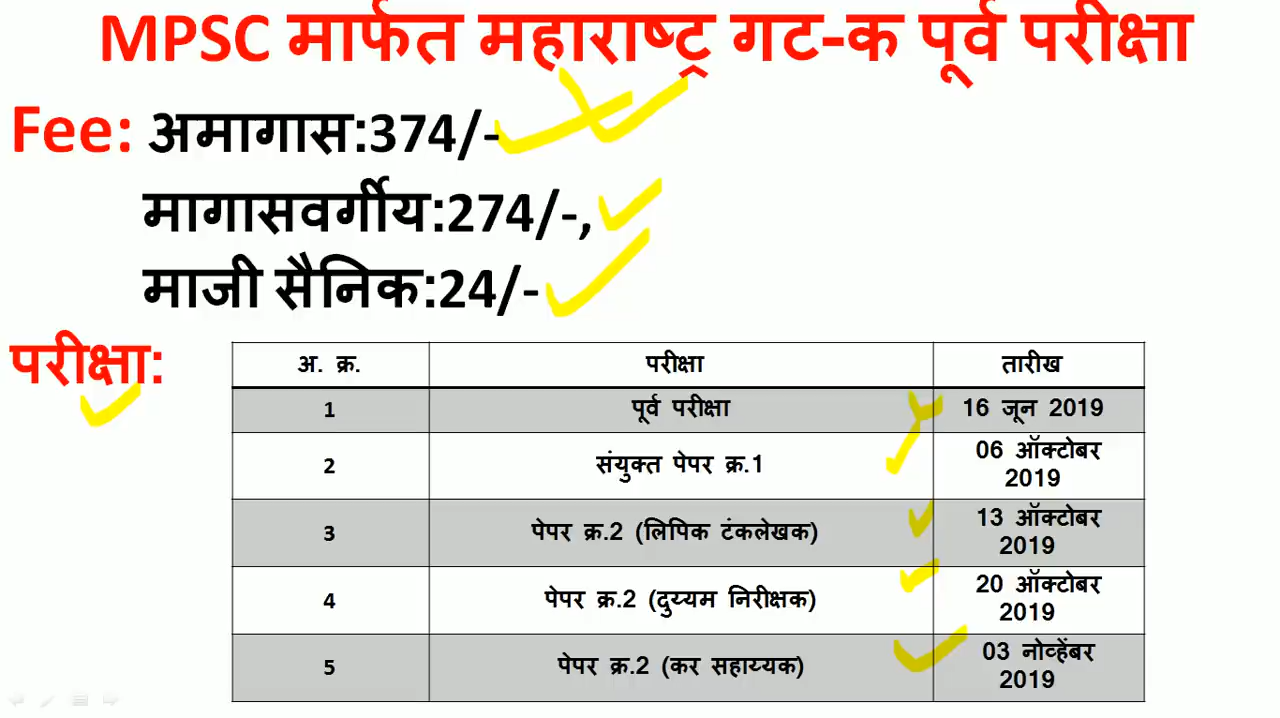 MPSC मार्फत महाराष्ट्र गट-क पूर्व परीक्षा
Fee: अमागास:374/-
मागासवर्गीय:274/-,
माजी सैनिक:24/-
परीक्षा:
अ. क्र. परीक्षा तारीख
1 पूर्व परीक्षा 16 जून 2019
2 संयुक्त पेपर क्र.1 06 ऑक्टोबर
2019
3 पेपर क्र.2 (लिपिक टंकलेखक) 13 ऑक्टोबर
2019
4 पेपर क्र.2 (दुय्यम निरीक्षक) 20 ऑक्टोबर
2019
5 पेपर क्र.2 (कर सहाय्यक) 03 नोव्हेंबर
2019